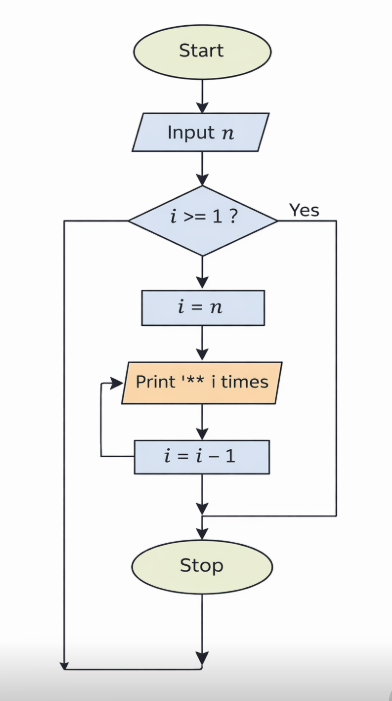 Start
Input n
i >= 1 ?
Yes
i = n
Print '** i times
i = i − 1
Stop